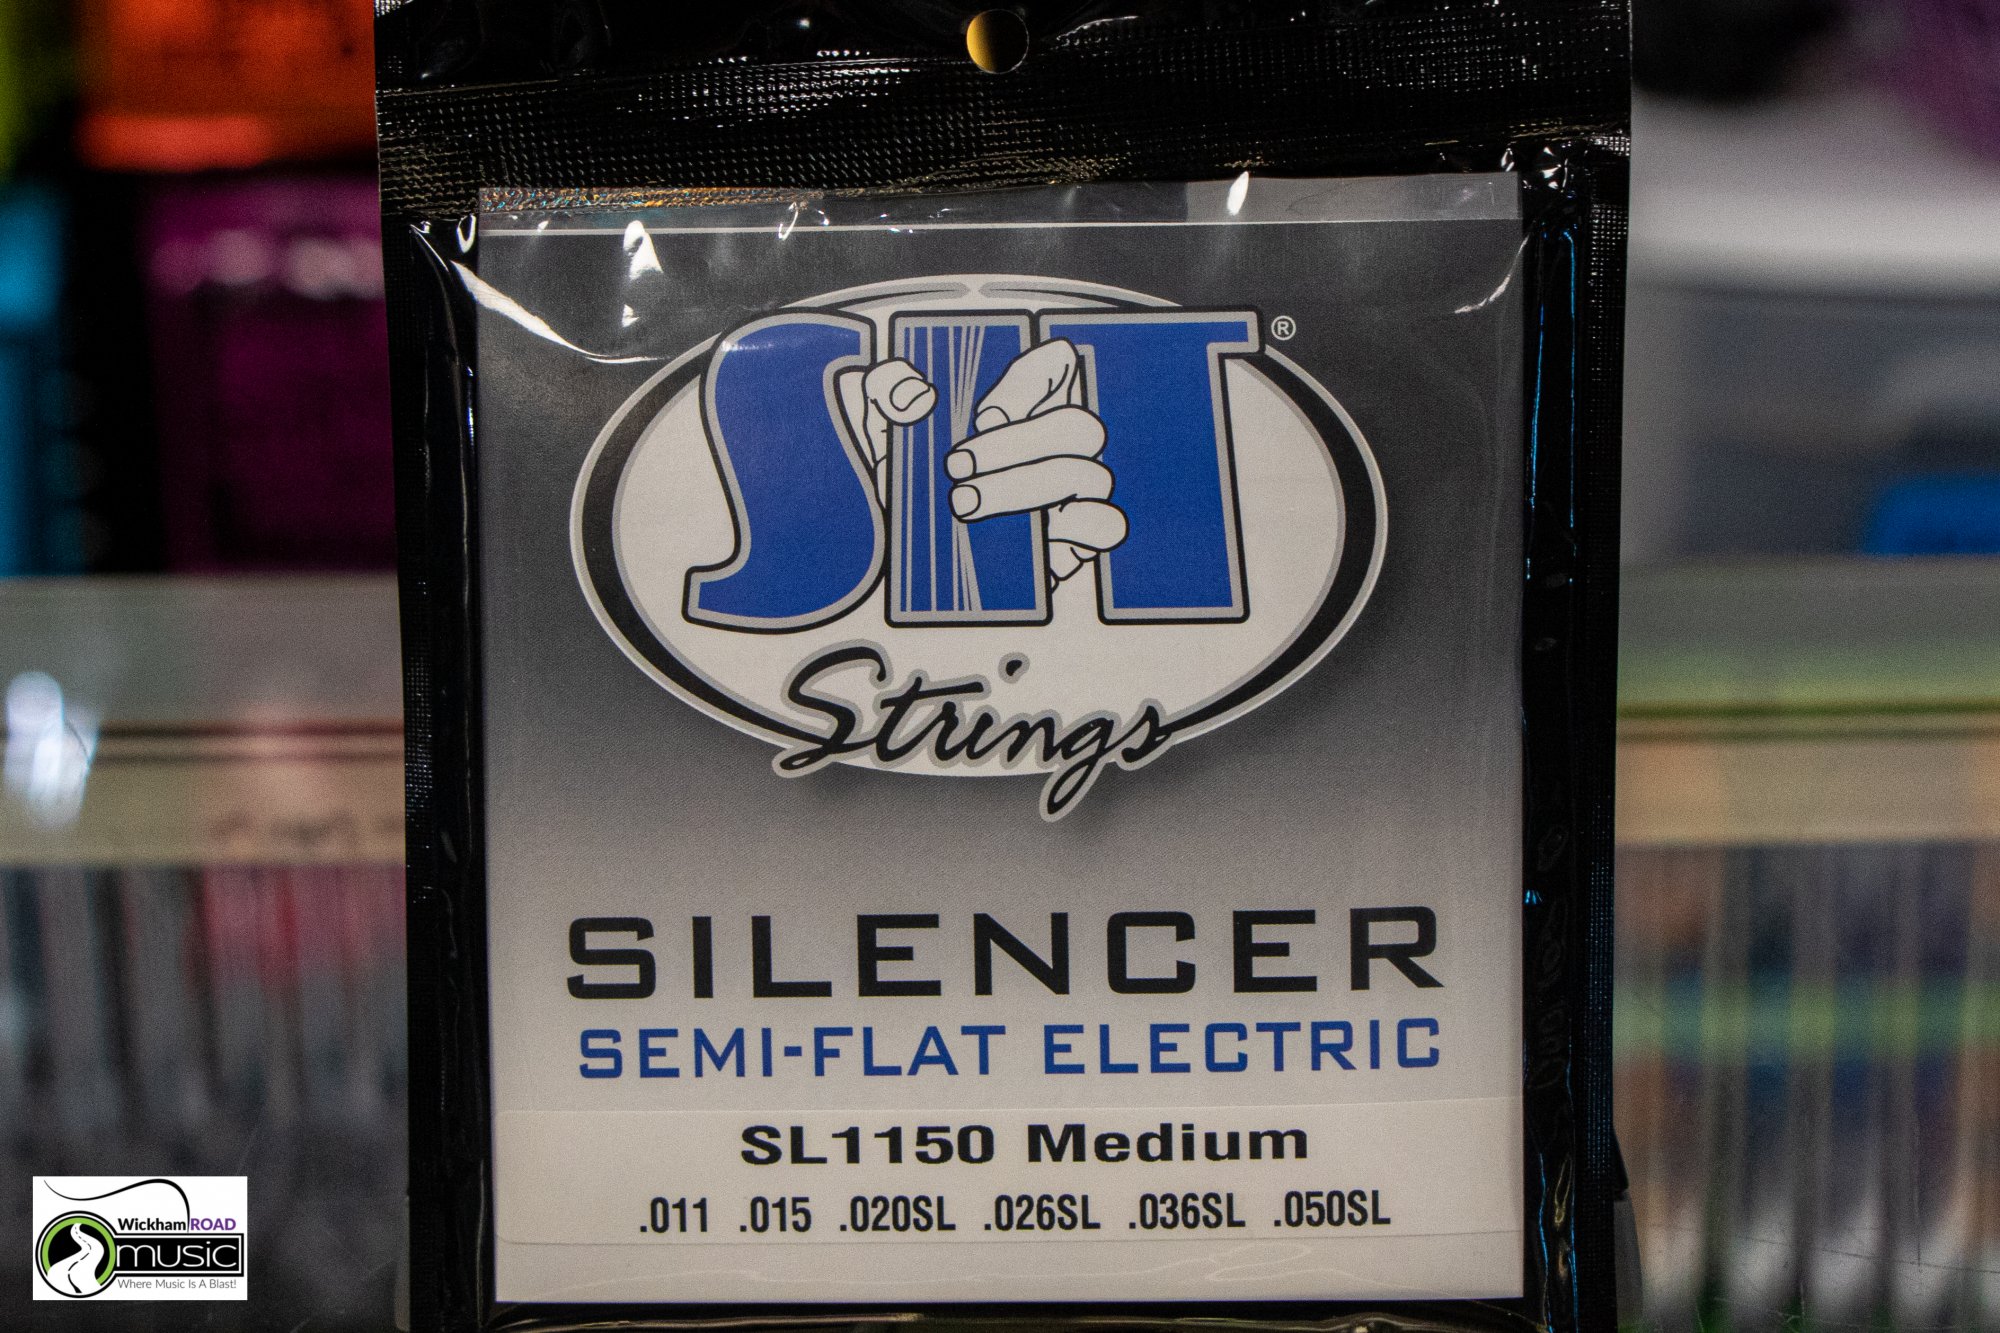 SIT®
Strings
SILENCER
SEMI-FLAT ELECTRIC
SL1150 Medium
.011 .015 .020SL .026SL .036SL .050SL
Wickham ROAD
music
Where Music Is A Blast!